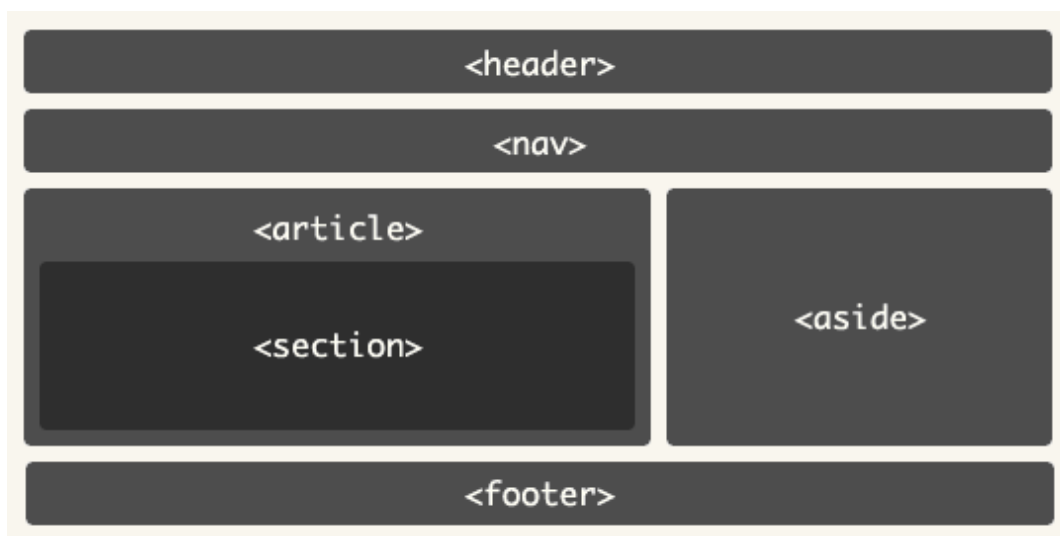 <header>
<nav>
<article>
<section>
<aside>
<footer>